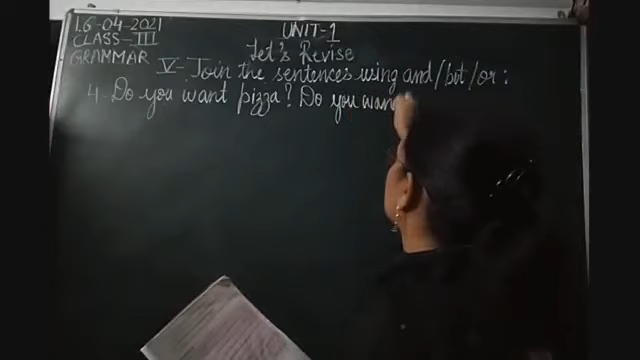 16-04-2021
UNIT-1
CLASS-III
Let's Revise
GRAMMAR
V- Join the sentences using and/but/or:
4. Do you want pizza? Do you wan